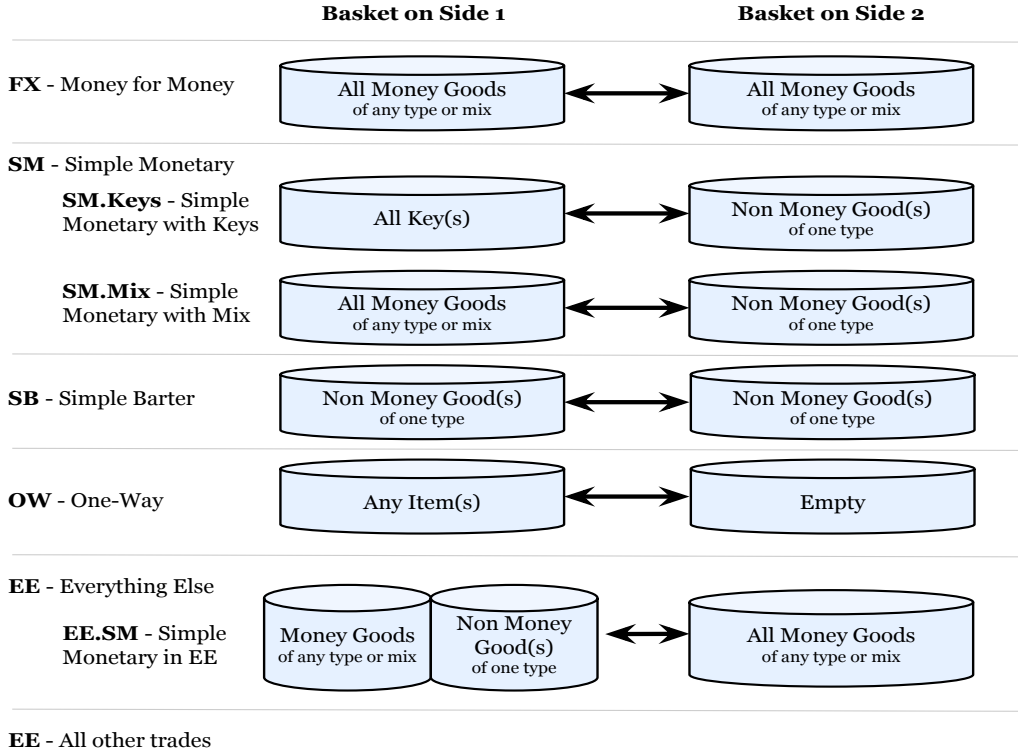 Basket on Side 1 Basket on Side 2
FX - Money for Money
All Money Goods
of any type or mix
All Money Goods
of any type or mix
SM - Simple Monetary
SM.Keys - Simple
Monetary with Keys
All Key(s)
Non Money Good(s)
of one type
SM.Mix - Simple
Monetary with Mix
All Money Goods
of any type or mix
Non Money Good(s)
of one type
SB - Simple Barter
Non Money Good(s)
of one type
Non Money Good(s)
of one type
OW - One-Way
Any Item(s)
Empty
EE - Everything Else
EE.SM - Simple
Monetary in EE
Money Goods
of any type or mix
Non Money
Good(s)
of one type
All Money Goods
of any type or mix
EE - All other trades